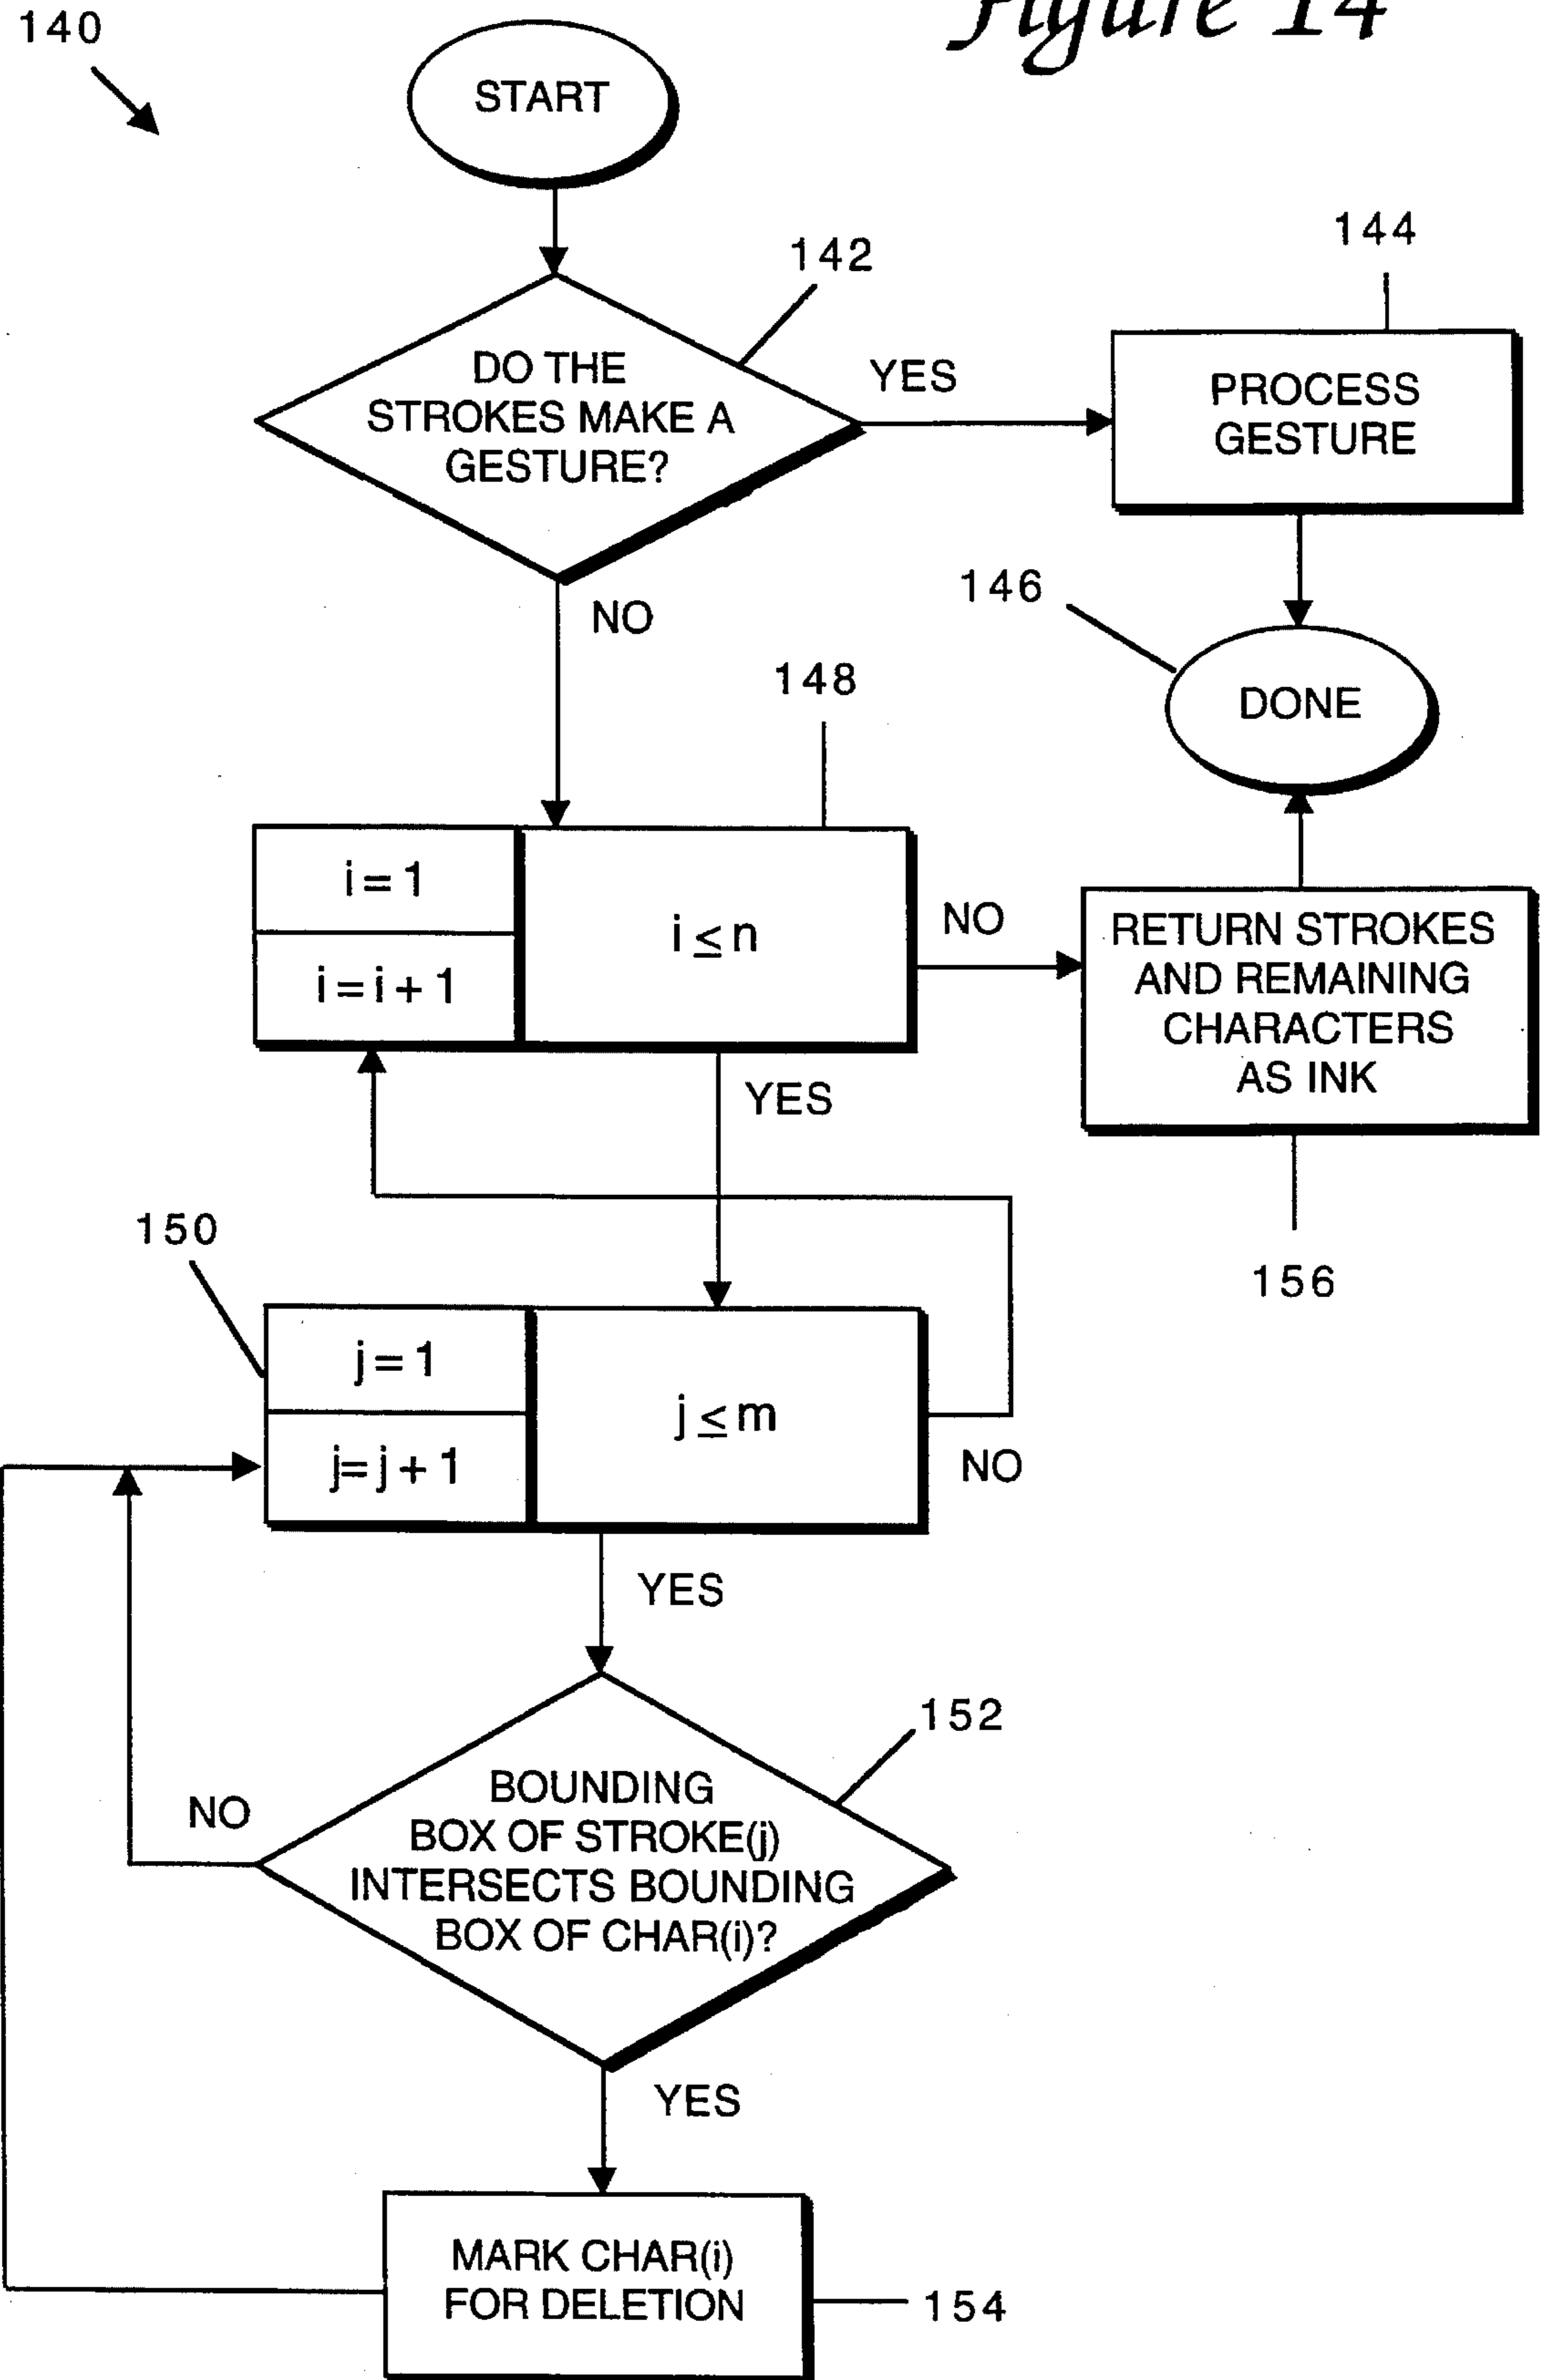 Figure 14
140
START
142
DO THE
STROKES MAKE A
GESTURE?
YES
144
PROCESS
GESTURE
NO
146
DONE
148
i = 1
i = i + 1
i ≤ n
NO
RETURN STROKES
AND REMAINING
CHARACTERS
AS INK
156
YES
150
j = 1
j = j + 1
j ≤ m
NO
YES
152
BOUNDING
BOX OF STROKE(j)
INTERSECTS BOUNDING
BOX OF CHAR(i)?
NO
YES
MARK CHAR(i)
FOR DELETION
154